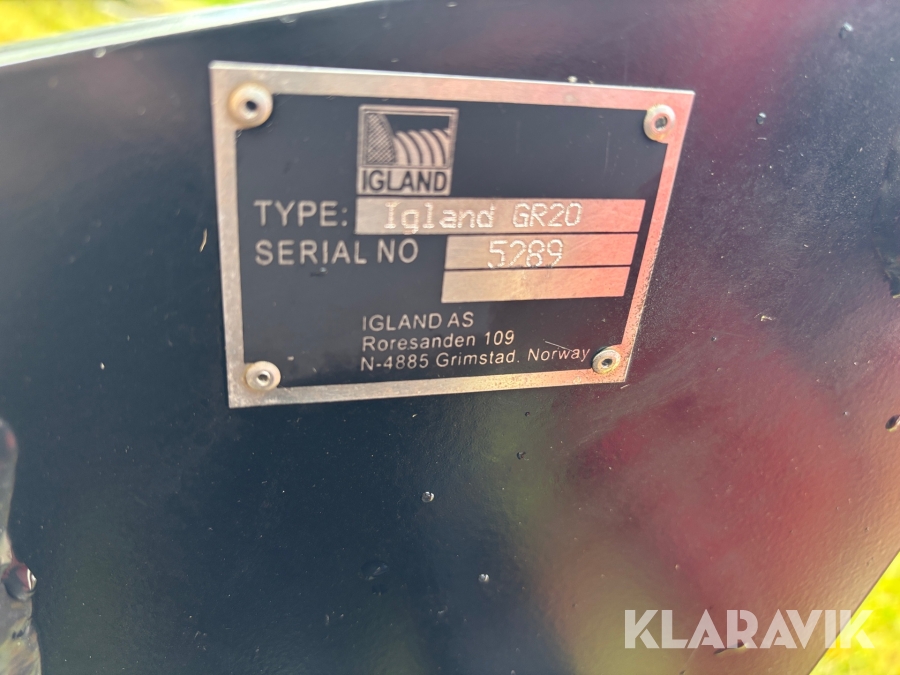 IGLAND
TYPE: Igland GR20
SERIAL NO 5289
IGLAND AS
Roresanden 109
N-4885 Grimstad. Norway
KLARAVIK